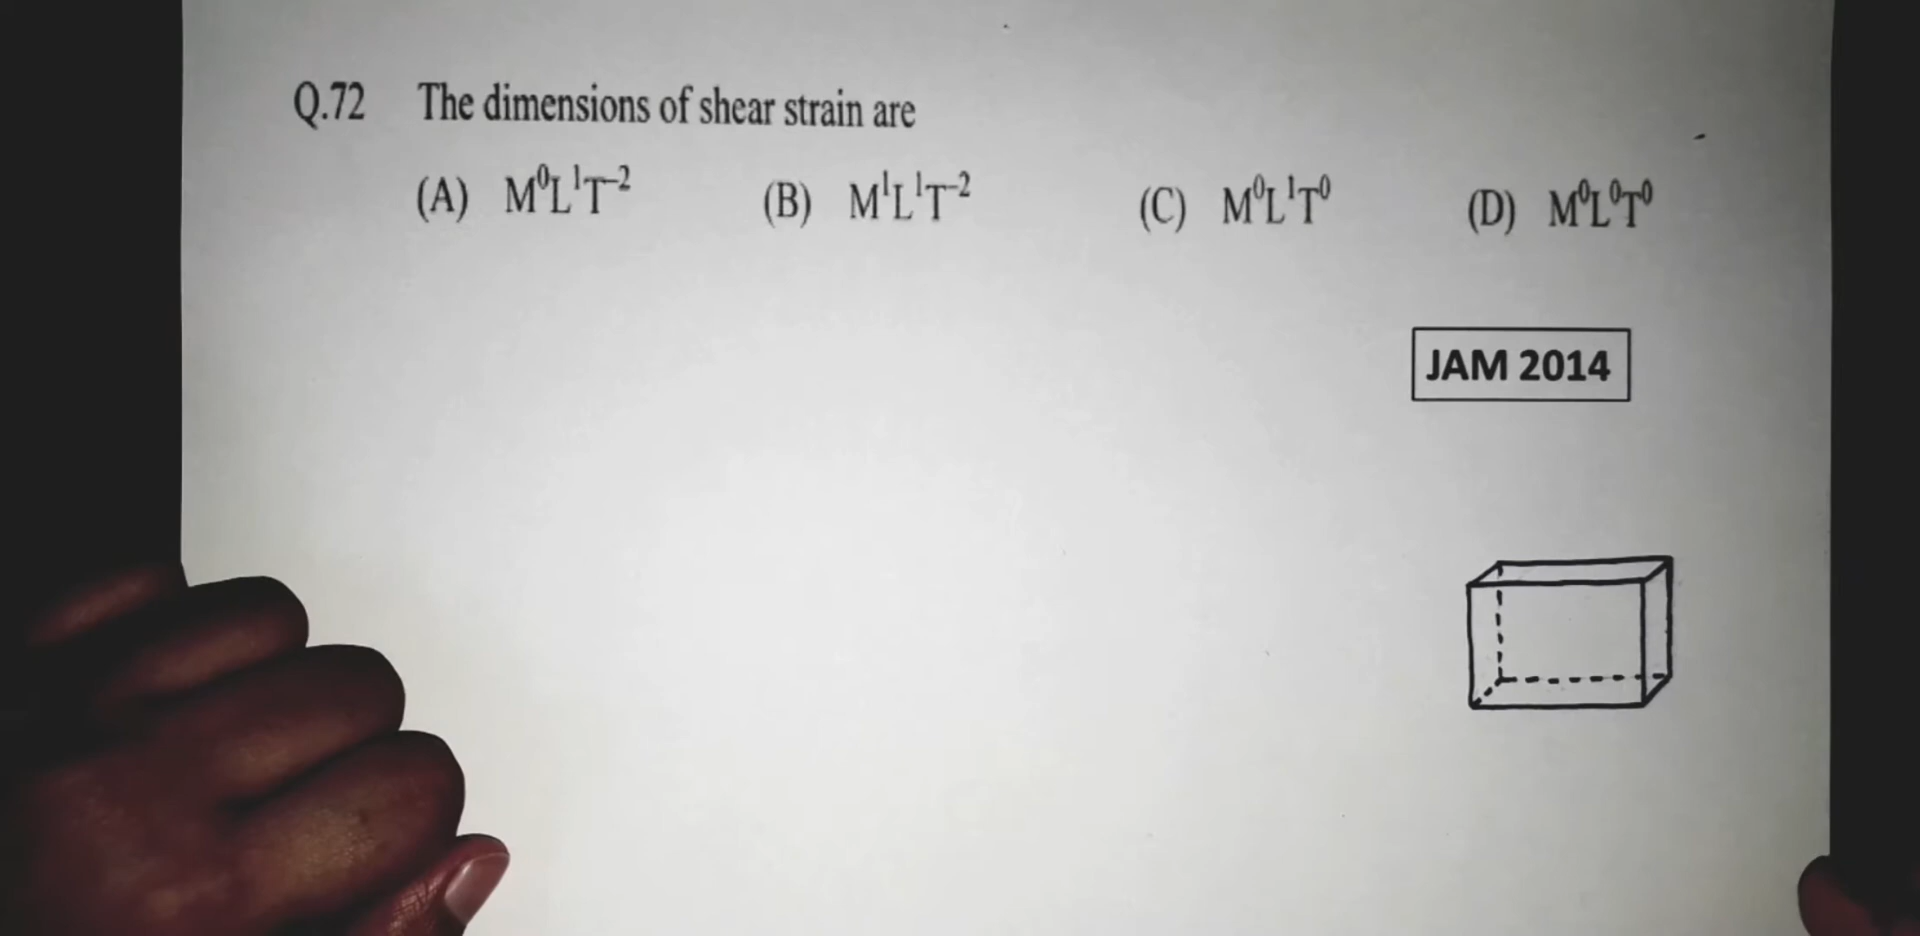 Q.72 The dimensions of shear strain are
(A) M⁰L¹T⁻² (B) M¹L¹T⁻² (C) M⁰L¹T⁰ (D) M⁰L⁰T⁰
JAM 2014